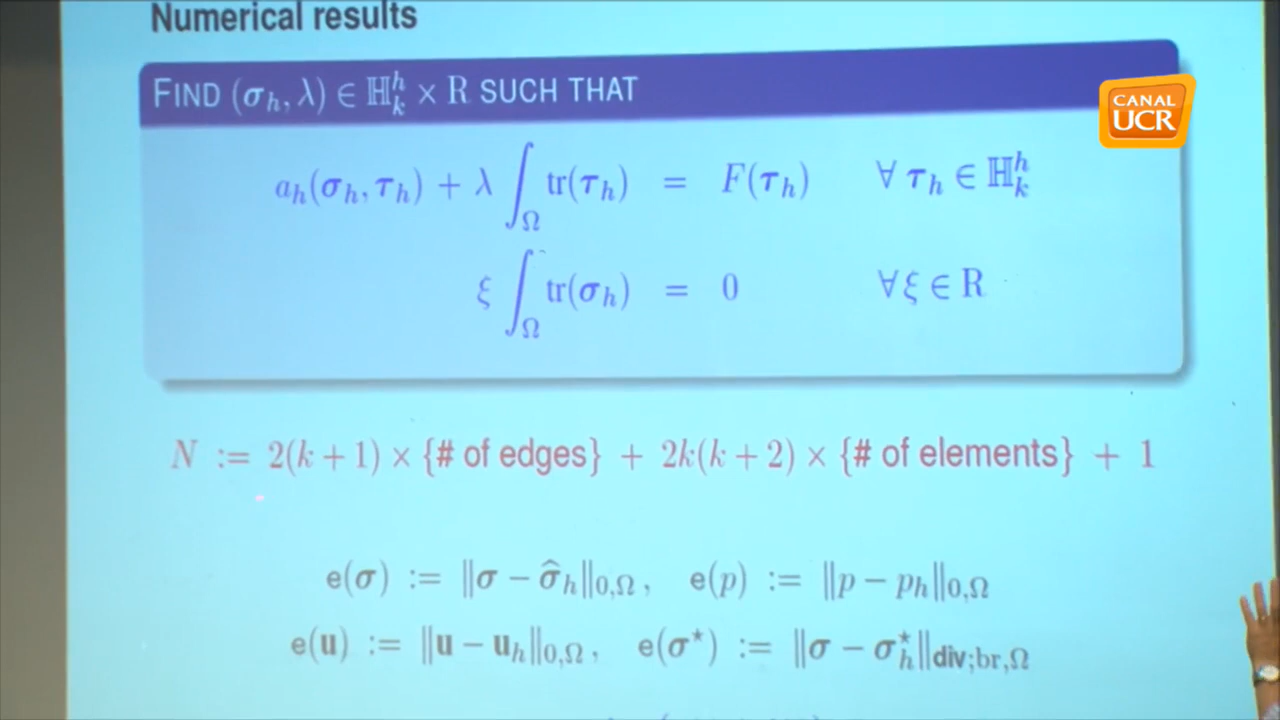 Numerical results
FIND (σ_h, λ) ∈ ℍ_k^h × R SUCH THAT
CANAL
UCR
a_h(σ_h, τ_h) + λ ∫_Ω tr(τ_h) = F(τ_h) ∀ τ_h ∈ ℍ_k^h
ξ ∫_Ω tr(σ_h) = 0 ∀ξ ∈ R
N := 2(k + 1) × {# of edges} + 2k(k + 2) × {# of elements} + 1
e(σ) := ‖σ − σ̂_h‖_{0,Ω} , e(p) := ‖p − p_h‖_{0,Ω}
e(u) := ‖u − u_h‖_{0,Ω} , e(σ*) := ‖σ − σ*_h‖_{div;br,Ω}